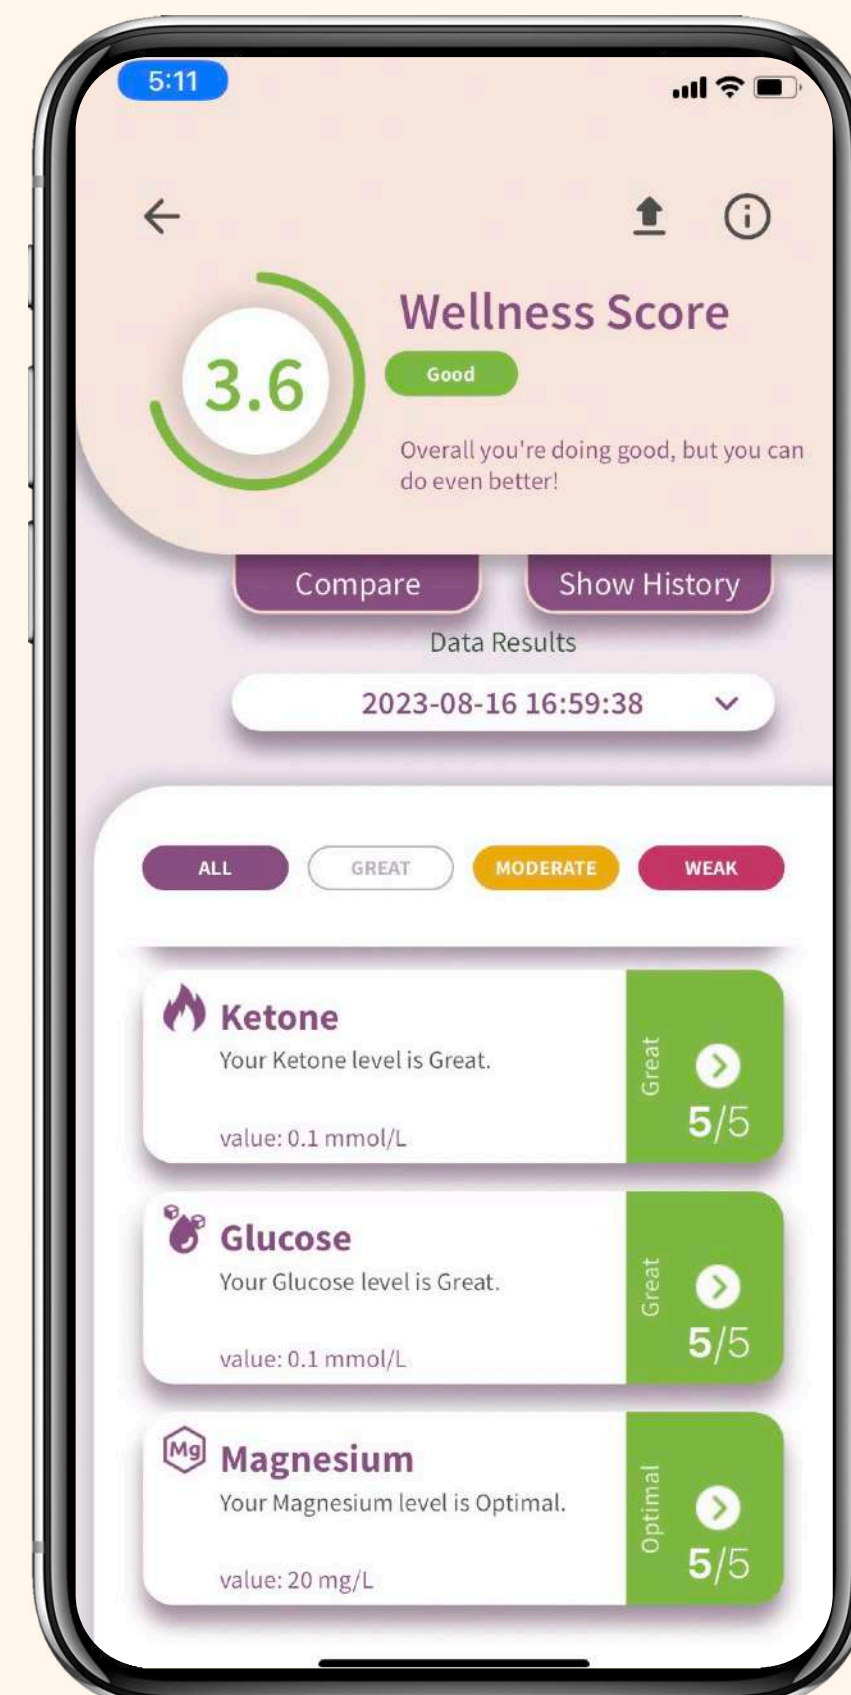 5:11
Wellness Score
3.6
Good
Overall you're doing good, but you can
do even better!
Compare
Show History
Data Results
2023-08-16 16:59:38
ALL
GREAT
MODERATE
WEAK
Ketone
Your Ketone level is Great.
value: 0.1 mmol/L
Great
5/5
Glucose
Your Glucose level is Great.
value: 0.1 mmol/L
Great
5/5
Mg
Magnesium
Your Magnesium level is Optimal.
value: 20 mg/L
Optimal
5/5